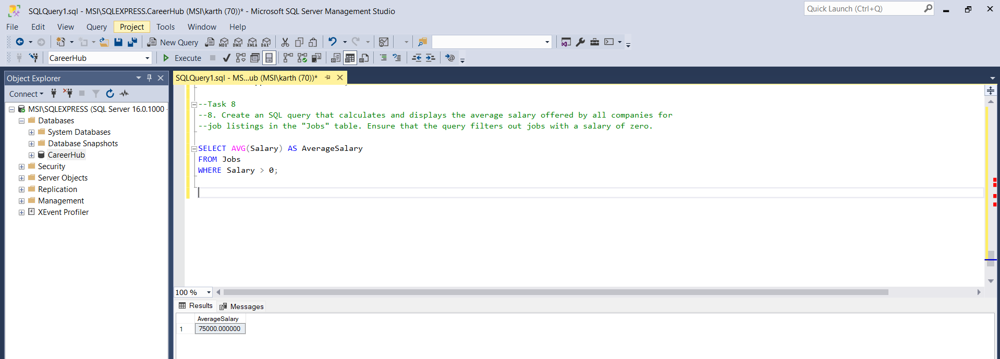 SQLQuery1.sql - MSI\SQLEXPRESS.CareerHub (MSI\karth (70))* - Microsoft SQL Server Management Studio
Quick Launch (Ctrl+Q)
File Edit View Query Project Tools Window Help
New Query MDX DMX XMLA DAX
CareerHub Execute
Object Explorer
Connect
MSI\SQLEXPRESS (SQL Server 16.0.1000 -
Databases
System Databases
Database Snapshots
CareerHub
Security
Server Objects
Replication
Management
XEvent Profiler
SQLQuery1.sql - MS...ub (MSI\karth (70))*
--Task 8
--8. Create an SQL query that calculates and displays the average salary offered by all companies for
--job listings in the "Jobs" table. Ensure that the query filters out jobs with a salary of zero.
SELECT AVG(Salary) AS AverageSalary
FROM Jobs
WHERE Salary > 0;
100 %
Results Messages
AverageSalary
1 75000.000000